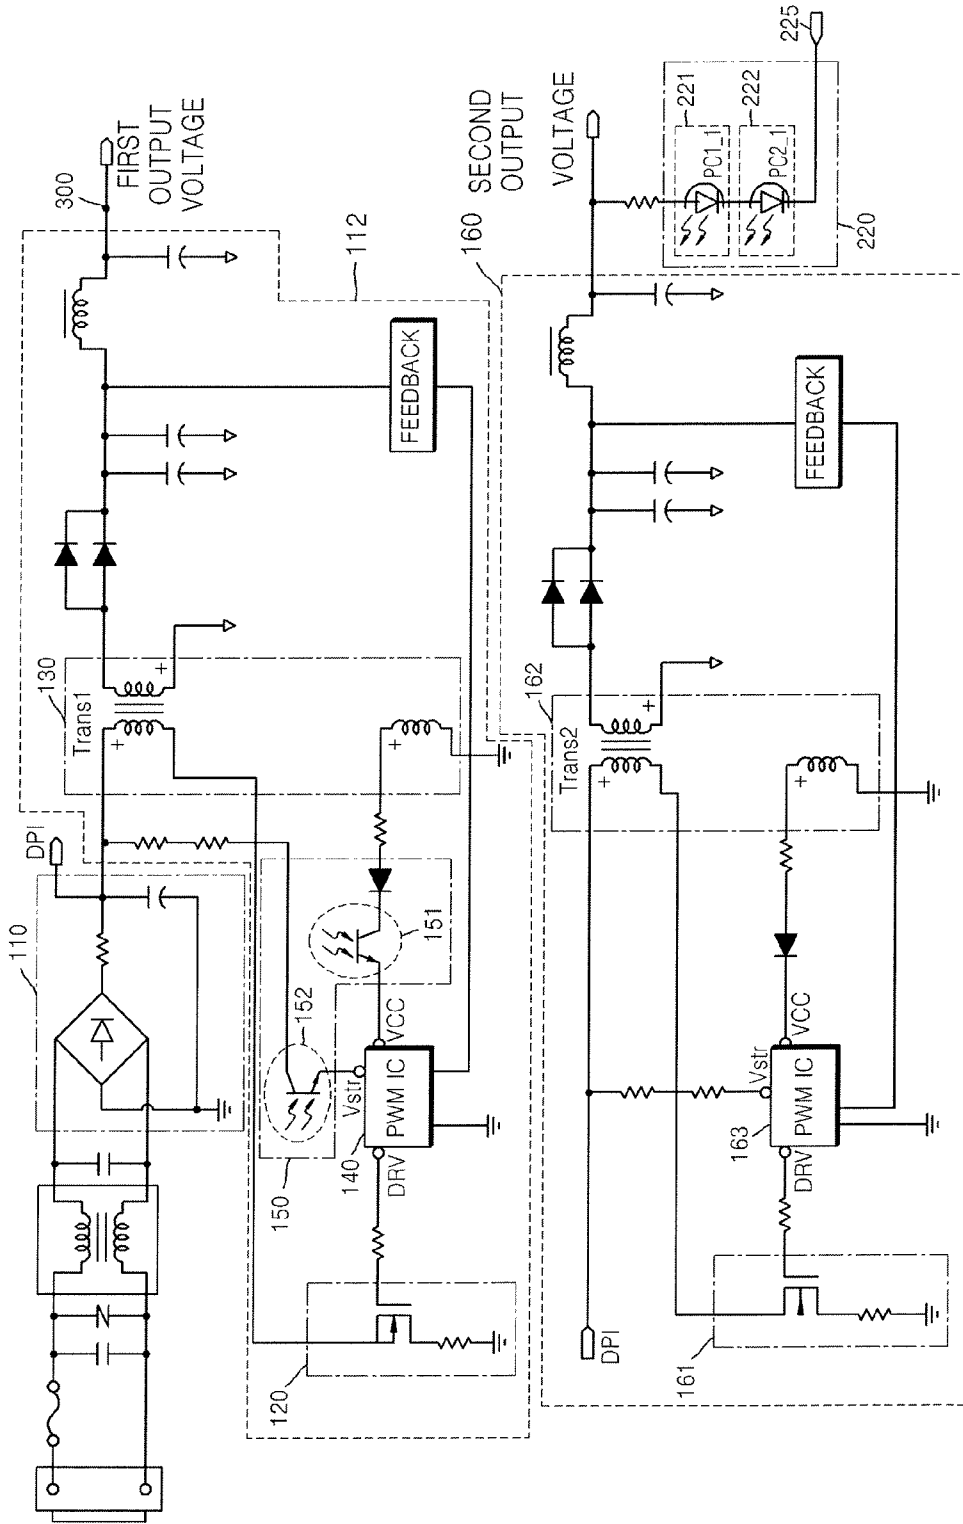 110
DPI
300
FIRST
OUTPUT
VOLTAGE
Trans1
130
+
+
+
112
FEEDBACK
150
152
151
Vstr
VCC
140
PWM IC
DRV
120
160
SECOND
OUTPUT
VOLTAGE
221
PC1_1
222
PC2_1
225
220
Trans2
162
+
+
+
FEEDBACK
DPI
Vstr
VCC
163
PWM IC
DRV
161